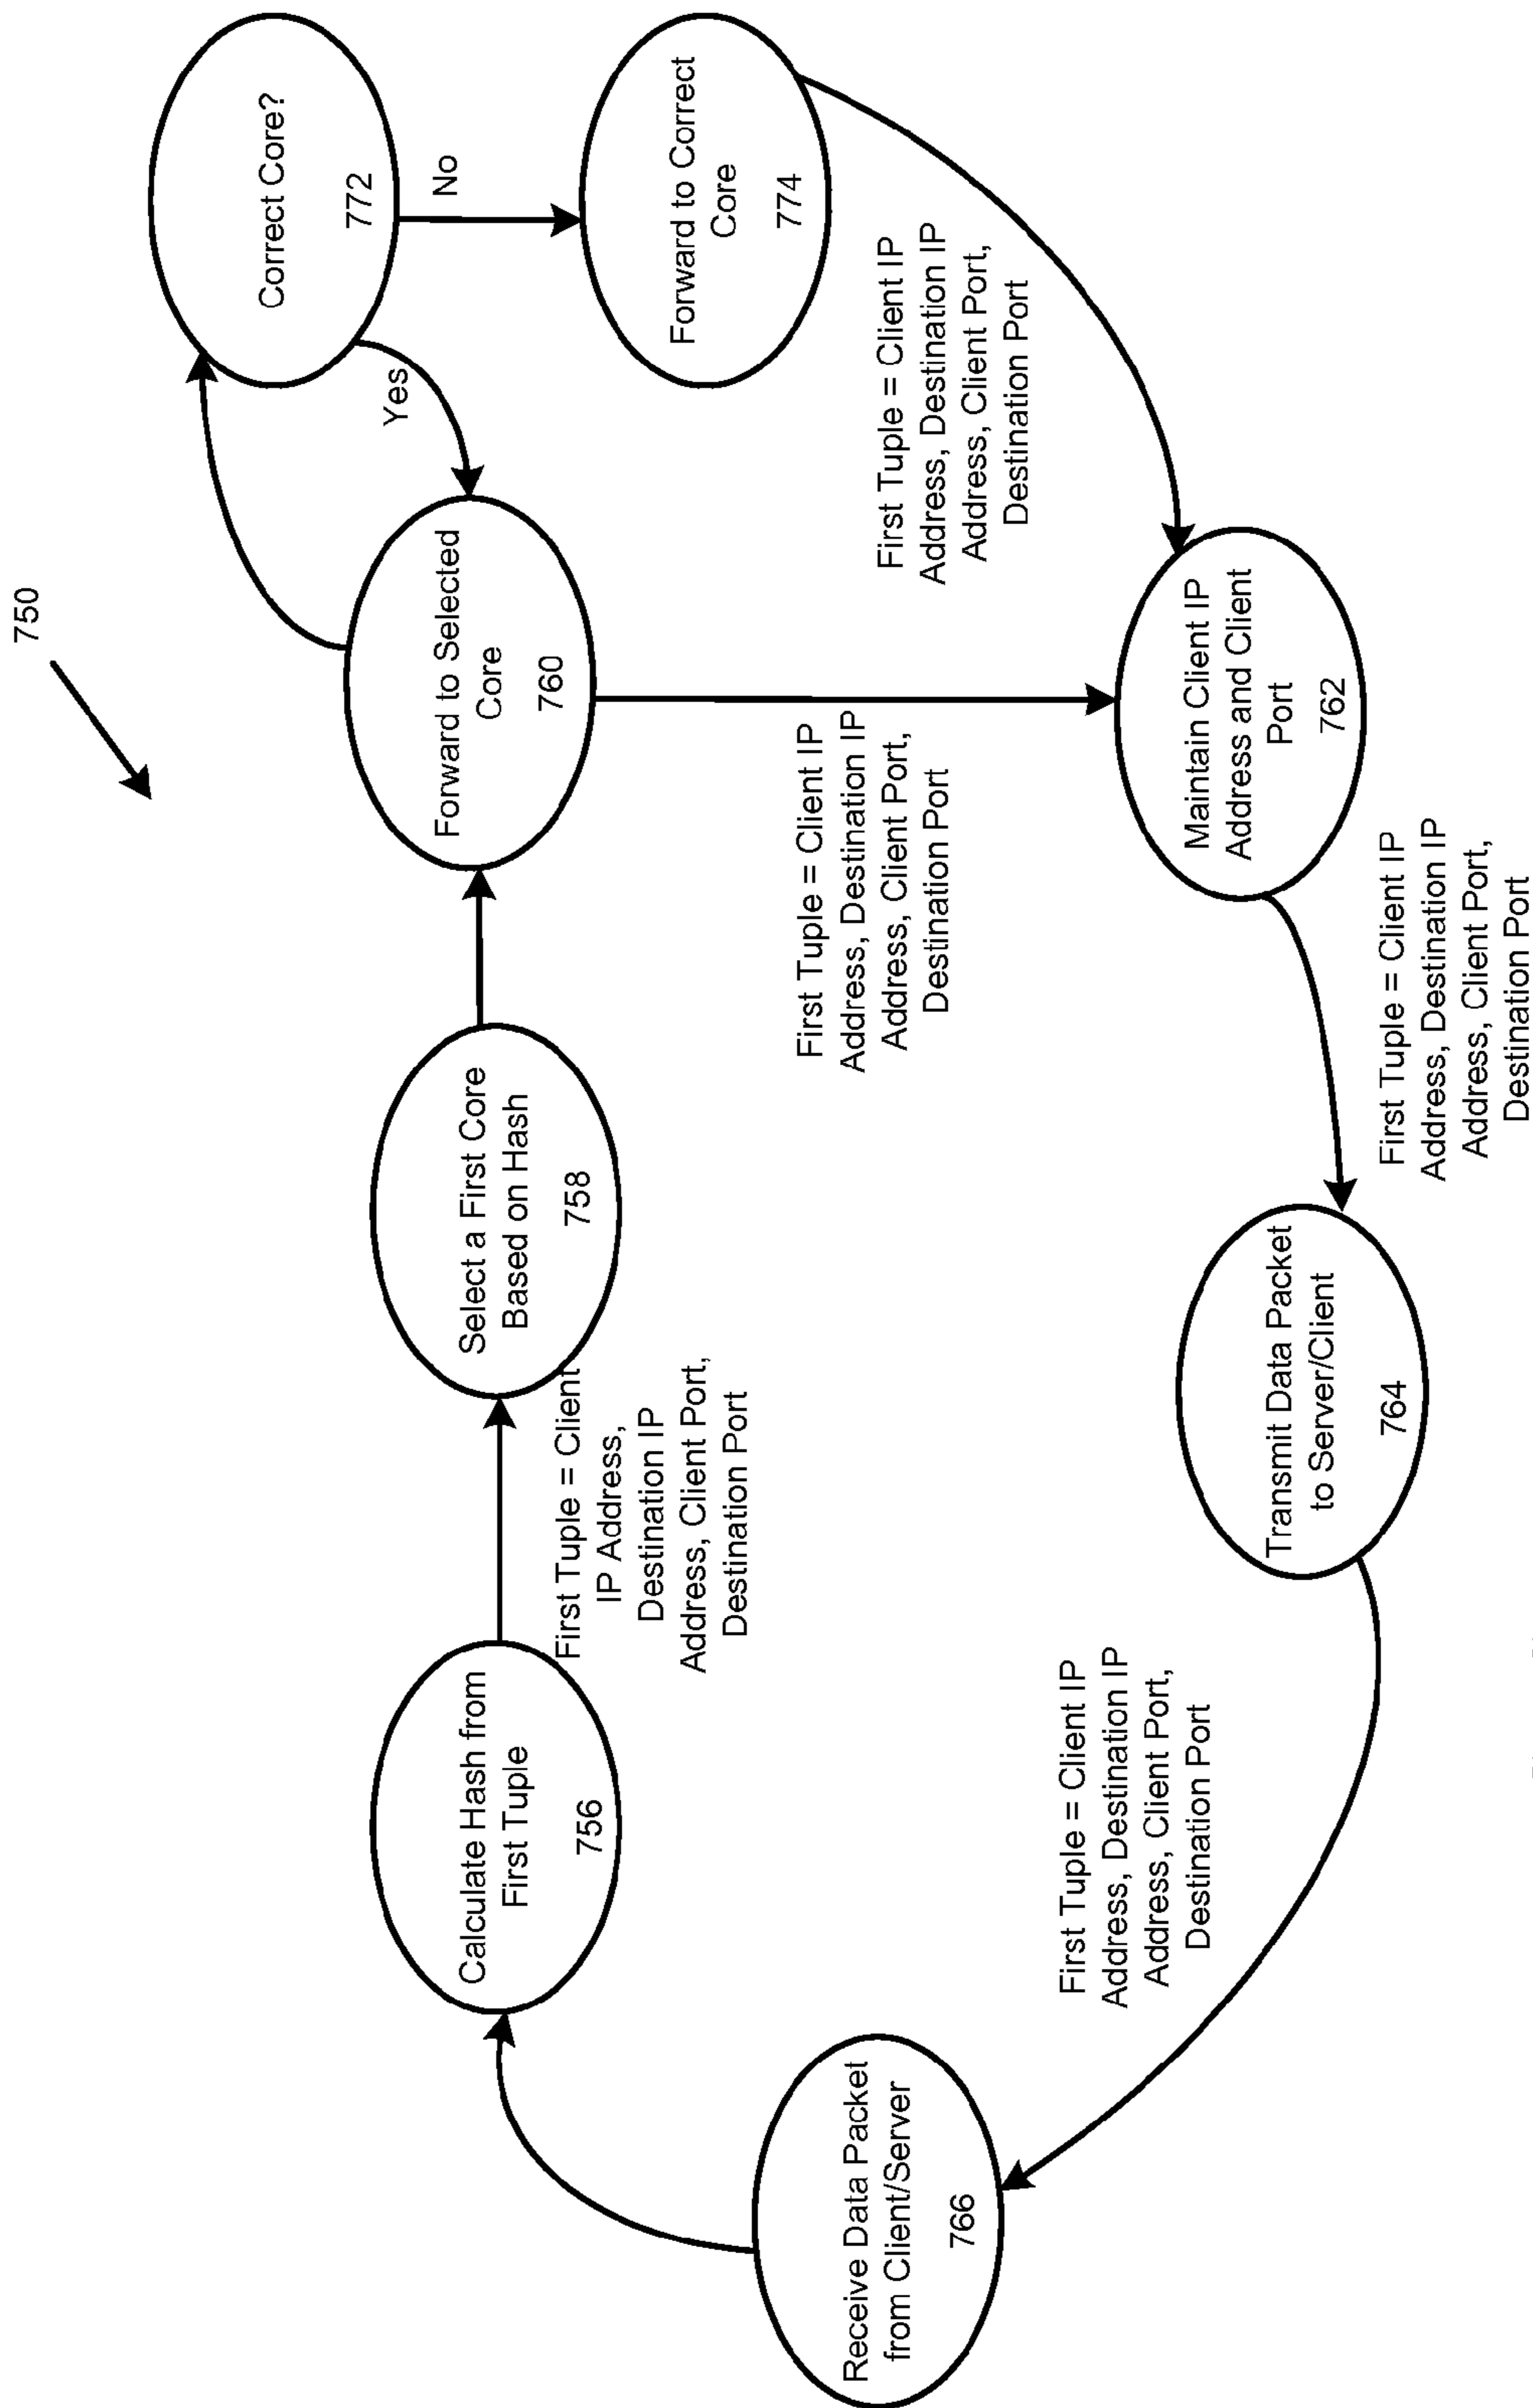 750
Receive Data Packet
from Client/Server
766
Calculate Hash from
First Tuple
756
First Tuple = Client
IP Address,
Destination IP
Address, Client Port,
Destination Port
Select a First Core
Based on Hash
758
Forward to Selected
Core
760
Correct Core?
772
Yes
No
Forward to Correct
Core
774
First Tuple = Client IP
Address, Destination IP
Address, Client Port,
Destination Port
First Tuple = Client IP
Address, Destination IP
Address, Client Port,
Destination Port
Maintain Client IP
Address and Client
Port
762
First Tuple = Client IP
Address, Destination IP
Address, Client Port,
Destination Port
Transmit Data Packet
to Server/Client
764
First Tuple = Client IP
Address, Destination IP
Address, Client Port,
Destination Port